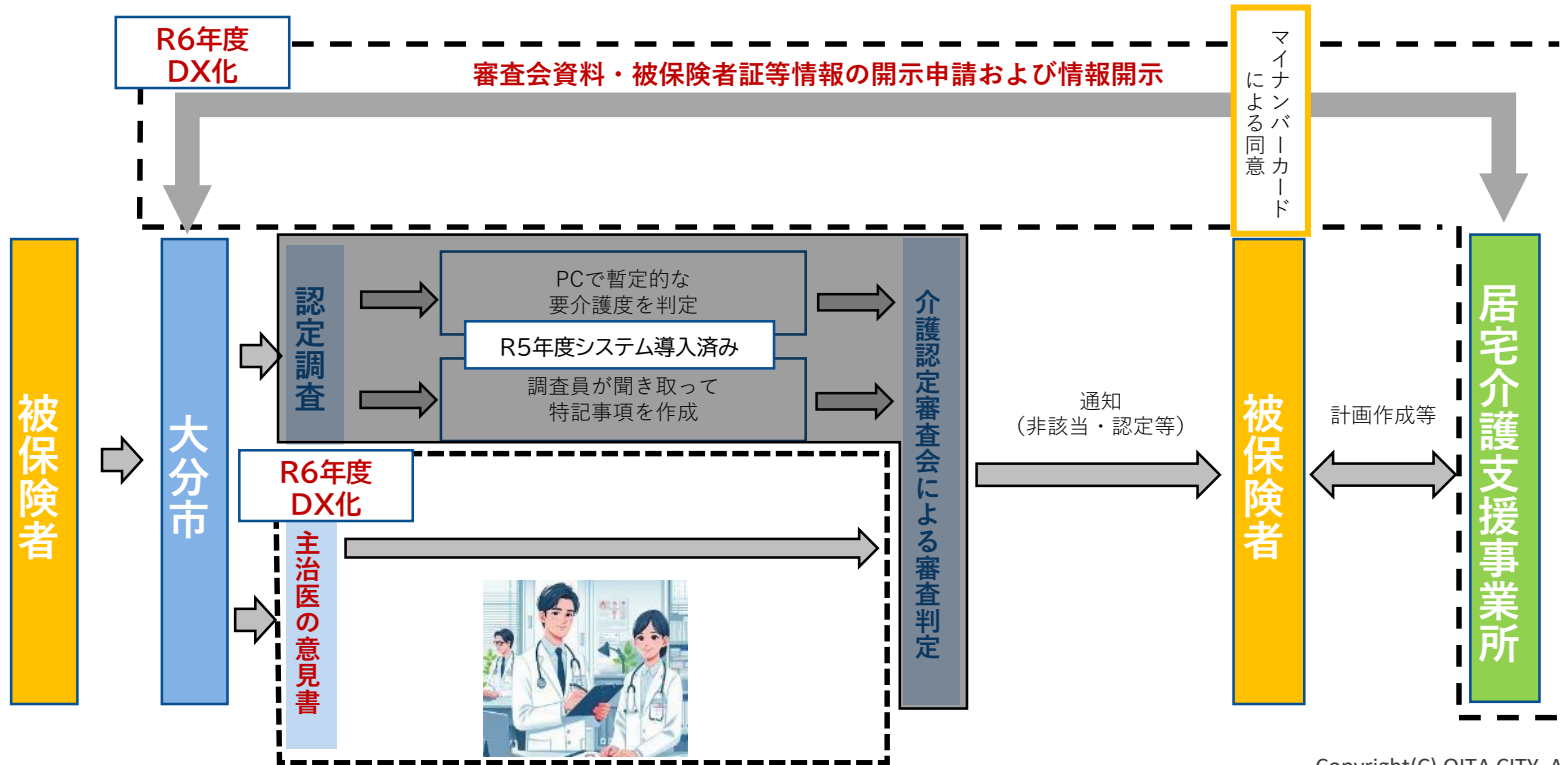 R6年度
DX化
審査会資料・被保険者証等情報の開示申請および情報開示
マイナンバーカード
による同意
被保険者
大分市
認定調査
PCで暫定的な
要介護度を判定
R5年度システム導入済み
調査員が聞き取って
特記事項を作成
R6年度
DX化
主治医の意見書
介護認定審査会による審査判定
通知
（非該当・認定等）
被保険者
計画作成等
居宅介護支援事業所
Copyright(C) OITA CITY, A